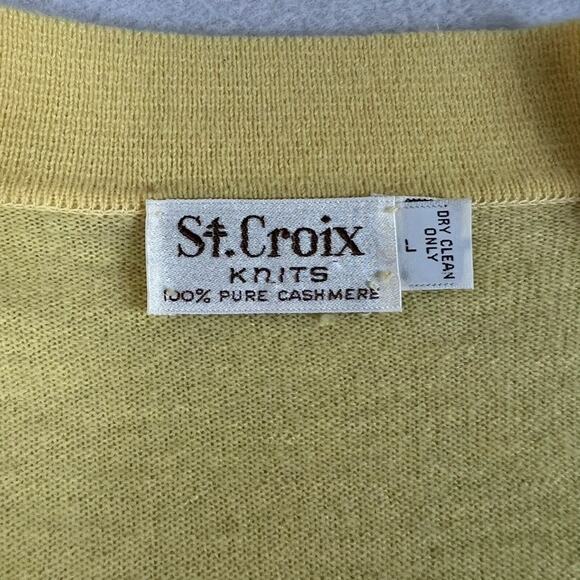 St.Croix
KNITS
100% PURE CASHMERE
DRY CLEAN
ONLY
L